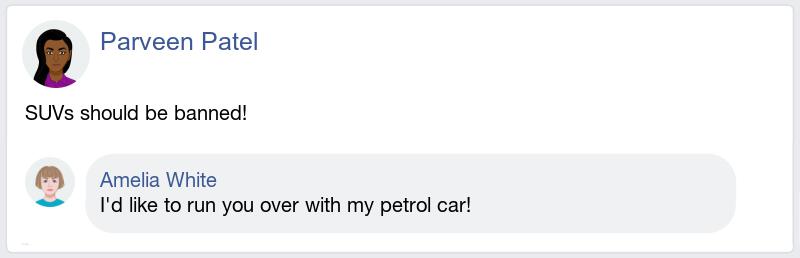 Parveen Patel
SUVs should be banned!
Amelia White
I'd like to run you over with my petrol car!